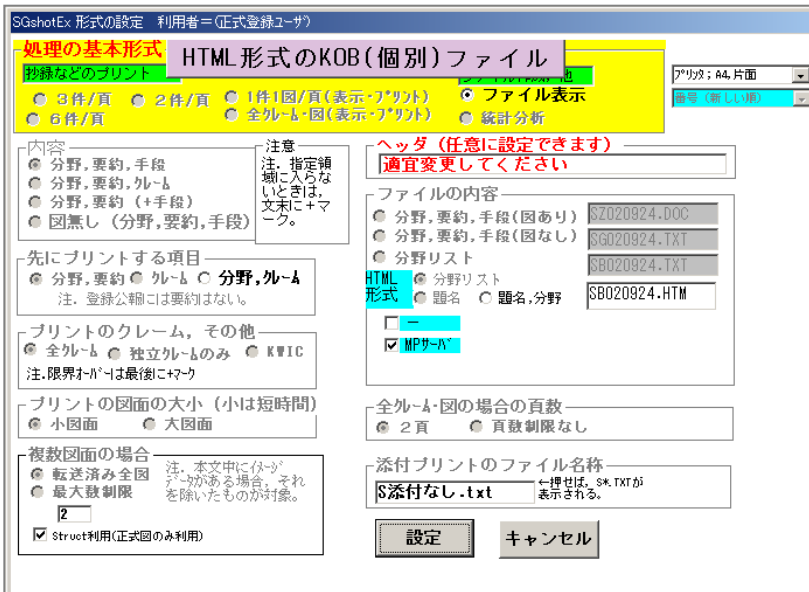 SGshotEx 形式の設定 利用者=(正式登録ユーザ)
処理の基本形式
HTML形式のKOB(個別)ファイル
抄録などのプリント
3件/頁
2件/頁
1件1図/頁(表示・プリント)
ファイル表示
6件/頁
全クレーム・図(表示・プリント)
統計分析
プリンタ; A4,片面
番号 (新しい順)
内容
分野,要約,手段
分野,要約,クレーム
分野,要約 (+手段)
図無し (分野,要約,手段)
注意
注. 指定領
域に入らな
いときは,
文末に+マ
ーク。
ヘッダ (任意に設定できます)
適宜変更してください
先にプリントする項目
分野,要約
クレーム
分野,クレーム
注. 登録公報には要約はない。
ファイルの内容
分野,要約,手段(図あり) SZ020924.DOC
分野,要約,手段(図なし) SG020924.TXT
分野リスト SB020924.TXT
HTML
形式
分野リスト
題名
題名,分野
SB020924.HTM
ー
MPサーバ
プリントのクレーム, その他
全クレーム
独立クレームのみ
KWIC
注.限界オーバーは最後に+マーク
プリントの図面の大小 (小は短時間)
小図面
大図面
全クレーム・図の場合の頁数
2頁
頁数制限なし
複数図面の場合
転送済み全図
最大数制限
注. 本文中にイメージ
データがある場合, それ
を除いたものが対象。
2
Struct利用(正式図のみ利用)
添付プリントのファイル名称
S添付なし.txt
←押せば, S*.TXTが
表示される。
設定
キャンセル